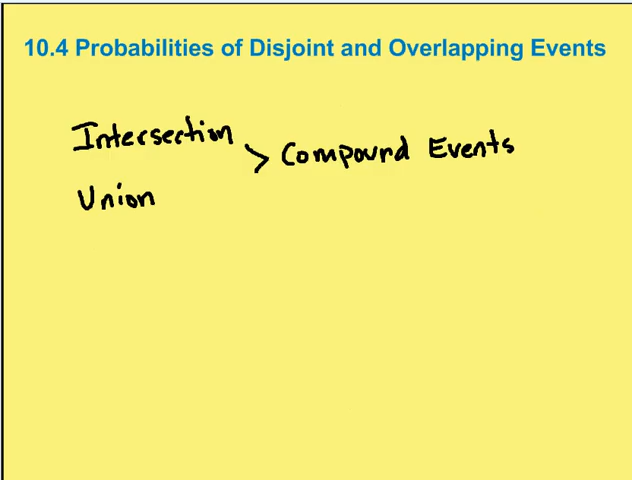 10.4 Probabilities of Disjoint and Overlapping Events
Intersection
> Compound Events
Union